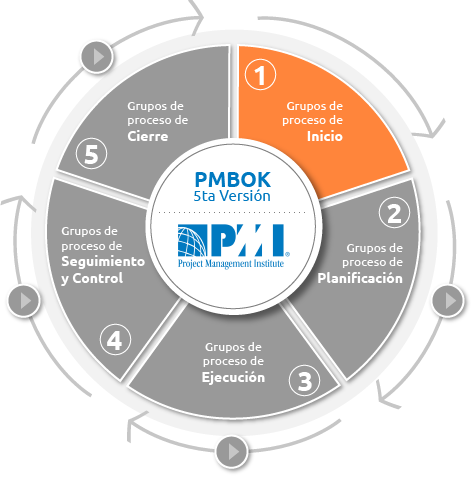 1
Grupos de
proceso de
Inicio
2
Grupos de
proceso de
Planificación
3
Grupos de
proceso de
Ejecución
4
Grupos de
proceso de
Seguimiento
y Control
5
Grupos de
proceso de
Cierre
PMBOK
5ta Versión
PMI®
Project Management Institute